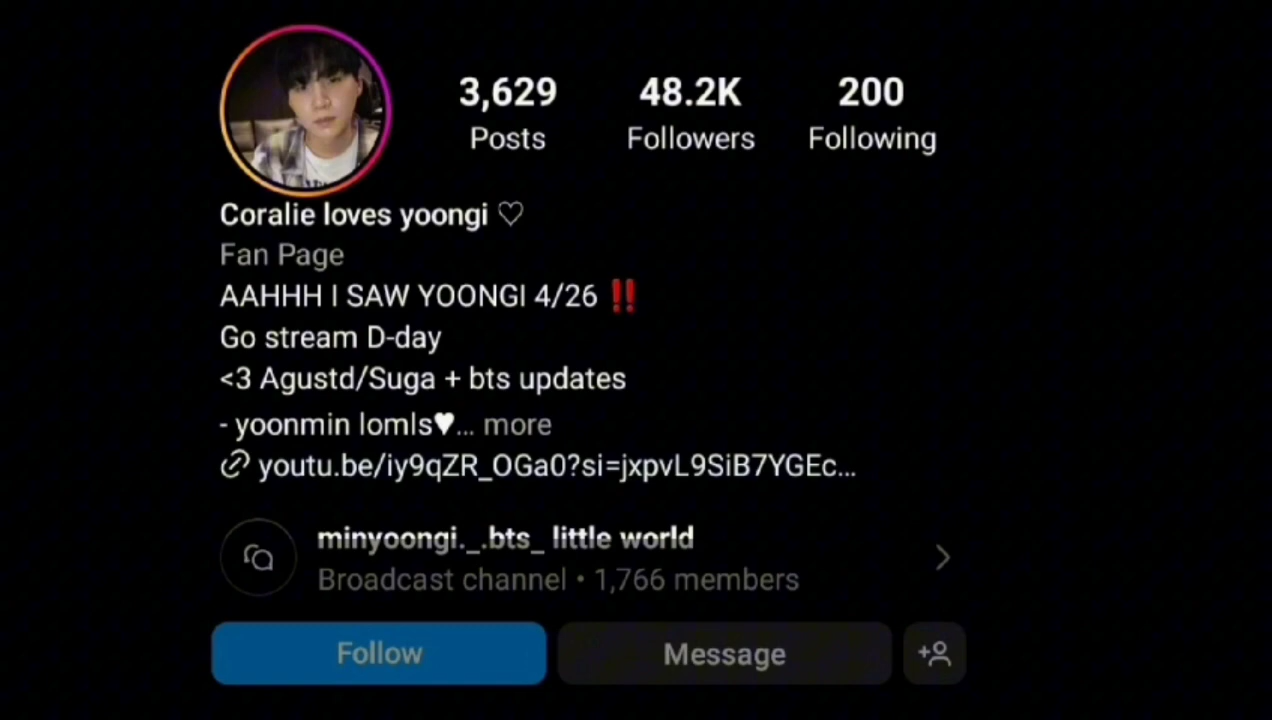 3,629 48.2K 200
Posts Followers Following
Coralie loves yoongi ♡
Fan Page
AAHHH I SAW YOONGI 4/26 ‼️
Go stream D-day
<3 Agustd/Suga + bts updates
- yoonmin lomls♥... more
youtu.be/iy9qZR_OGa0?si=jxpvL9SiB7YGEc...
minyoongi._.bts_ little world
Broadcast channel • 1,766 members
Follow Message